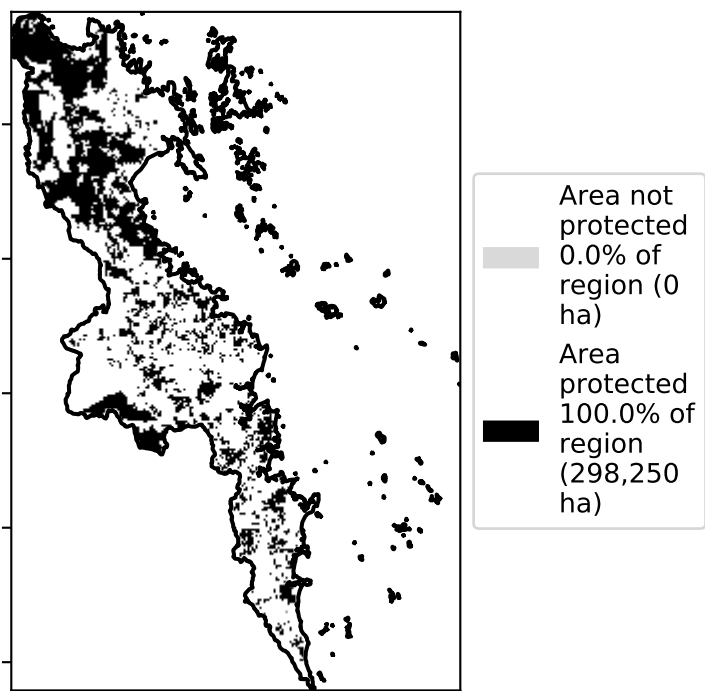 Area not
protected
0.0% of
region (0
ha)
Area
protected
100.0% of
region
(298,250
ha)